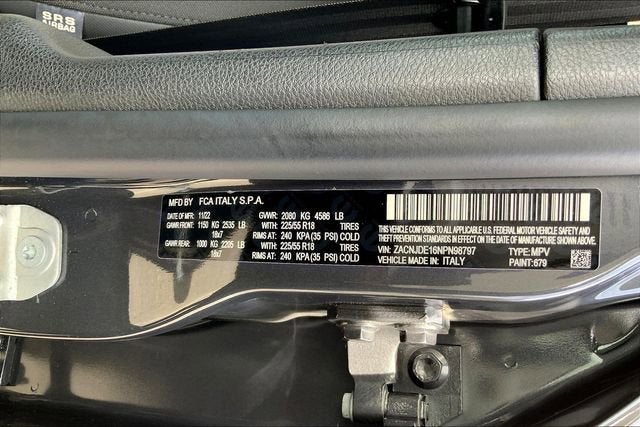 SRS
AIRBAG
MFD BY FCA ITALY S.P.A.
DATE: 11/22 GVWR: 2080 KG 4586 LB
GAWR FRONT: 1150 KG 2535 LB WITH 225/55 R18 TIRES
18x7 RIMS AT: 240 KPA (35 PSI) COLD
GAWR REAR: 1000 KG 2205 LB WITH 225/55 R18 TIRES
18x7 RIMS AT: 240 KPA (35 PSI) COLD
THIS VEHICLE CONFORMS TO ALL APPLICABLE U.S. FEDERAL MOTOR VEHICLE SAFETY AND
THEFT PREVENTION STANDARDS IN EFFECT ON THE DATE OF MANUFACTURE SHOWN ABOVE.
VIN: ZACNJDE16NPN98797 TYPE: MPV
VEHICLE MADE IN: ITALY PAINT: 679